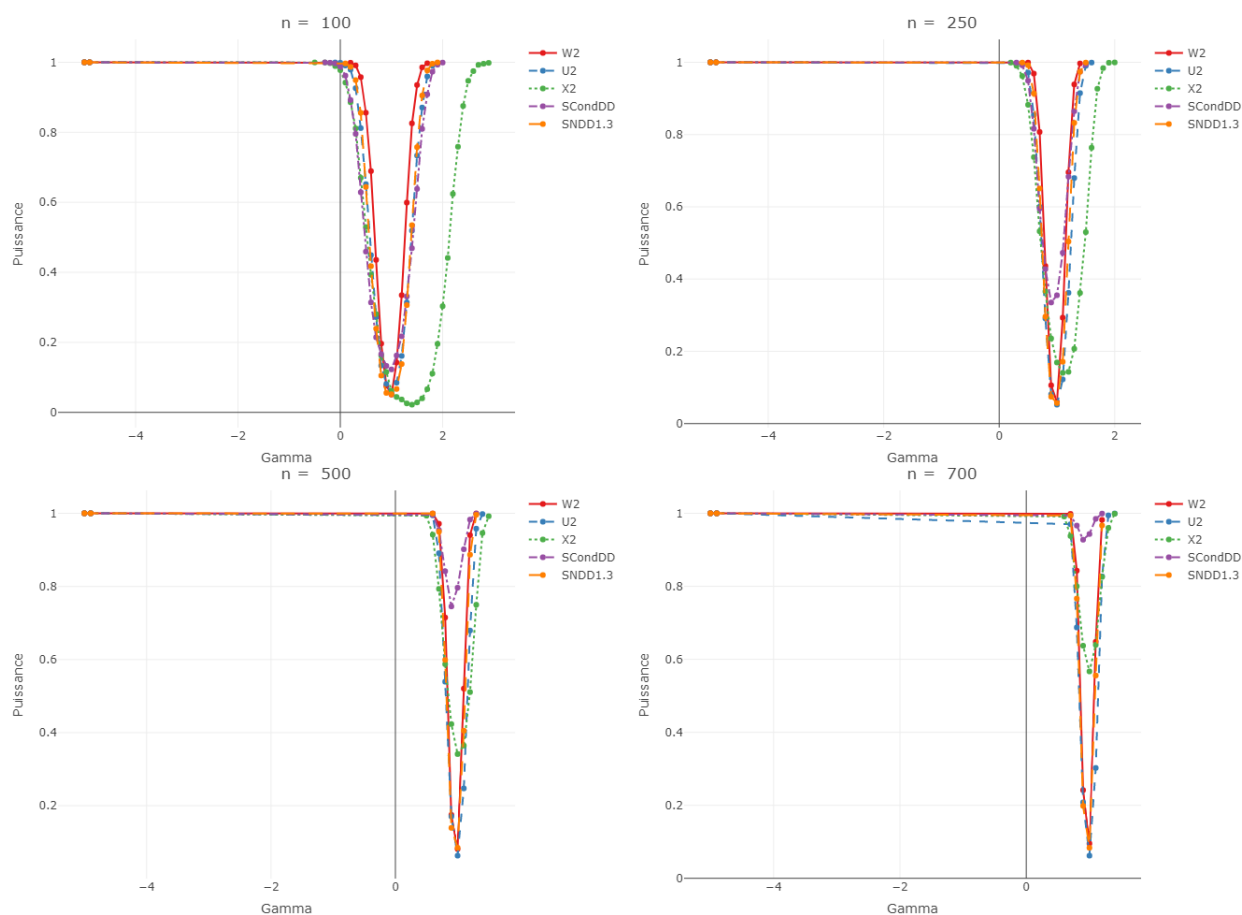 n = 100
W2
U2
X2
SCondDD
SNDD1.3
1
0.8
0.6
0.4
0.2
0
Puissance
−4
−2
0
2
Gamma
n = 250
W2
U2
X2
SCondDD
SNDD1.3
1
0.8
0.6
0.4
0.2
0
Puissance
−4
−2
0
2
Gamma
n = 500
W2
U2
X2
SCondDD
SNDD1.3
1
0.8
0.6
0.4
0.2
Puissance
−4
−2
0
Gamma
n = 700
W2
U2
X2
SCondDD
SNDD1.3
1
0.8
0.6
0.4
0.2
0
Puissance
−4
−2
0
Gamma